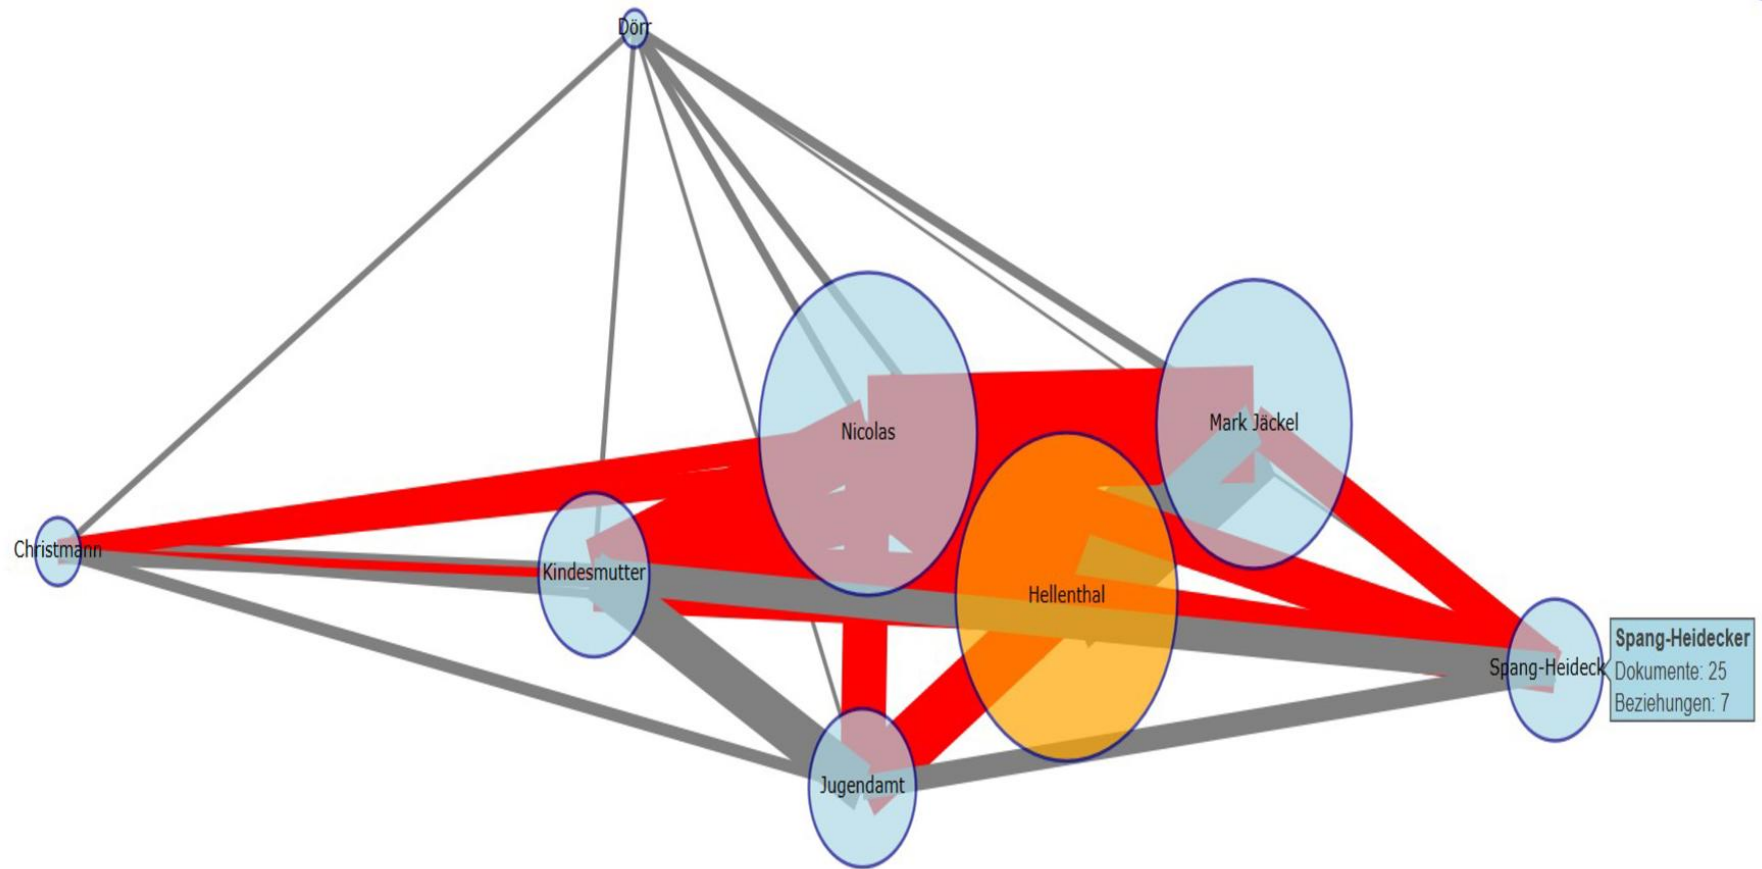 Dörr
Nicolas
Mark Jäckel
Christmann
Kindesmutter
Hellenthal
Spang-Heideck
Spang-Heidecker
Dokumente: 25
Beziehungen: 7
Jugendamt